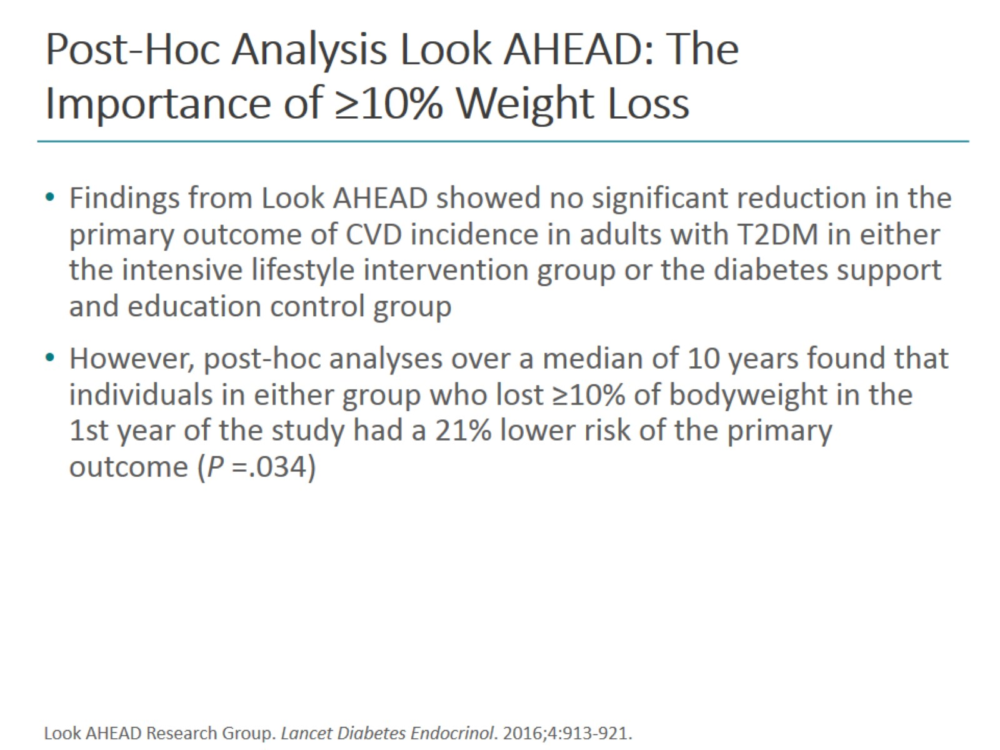 Post-Hoc Analysis Look AHEAD: The
Importance of ≥10% Weight Loss
• Findings from Look AHEAD showed no significant reduction in the
primary outcome of CVD incidence in adults with T2DM in either
the intensive lifestyle intervention group or the diabetes support
and education control group
• However, post-hoc analyses over a median of 10 years found that
individuals in either group who lost ≥10% of bodyweight in the
1st year of the study had a 21% lower risk of the primary
outcome (P =.034)
Look AHEAD Research Group. Lancet Diabetes Endocrinol. 2016;4:913-921.